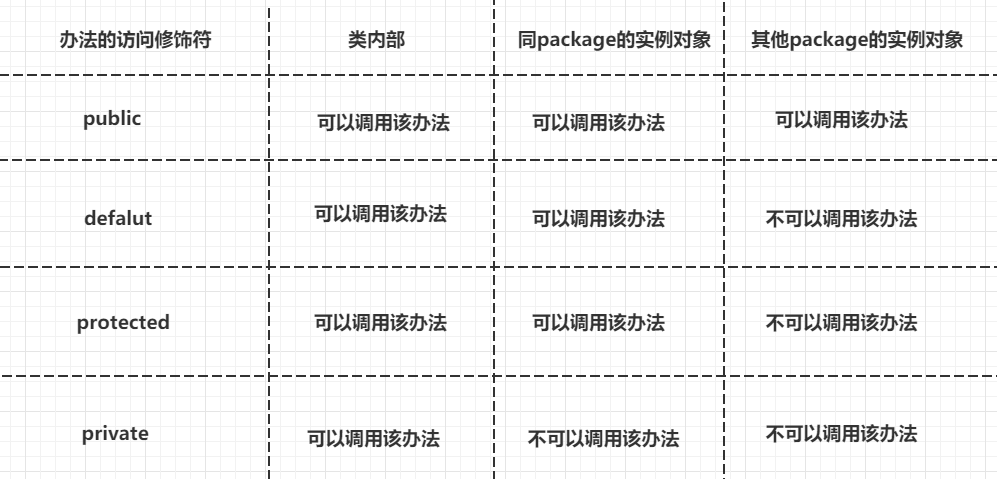 办法的访问修饰符 类内部 同package的实例对象 其他package的实例对象
public 可以调用该办法 可以调用该办法 可以调用该办法
defalut 可以调用该办法 可以调用该办法 不可以调用该办法
protected 可以调用该办法 可以调用该办法 不可以调用该办法
private 可以调用该办法 不可以调用该办法 不可以调用该办法